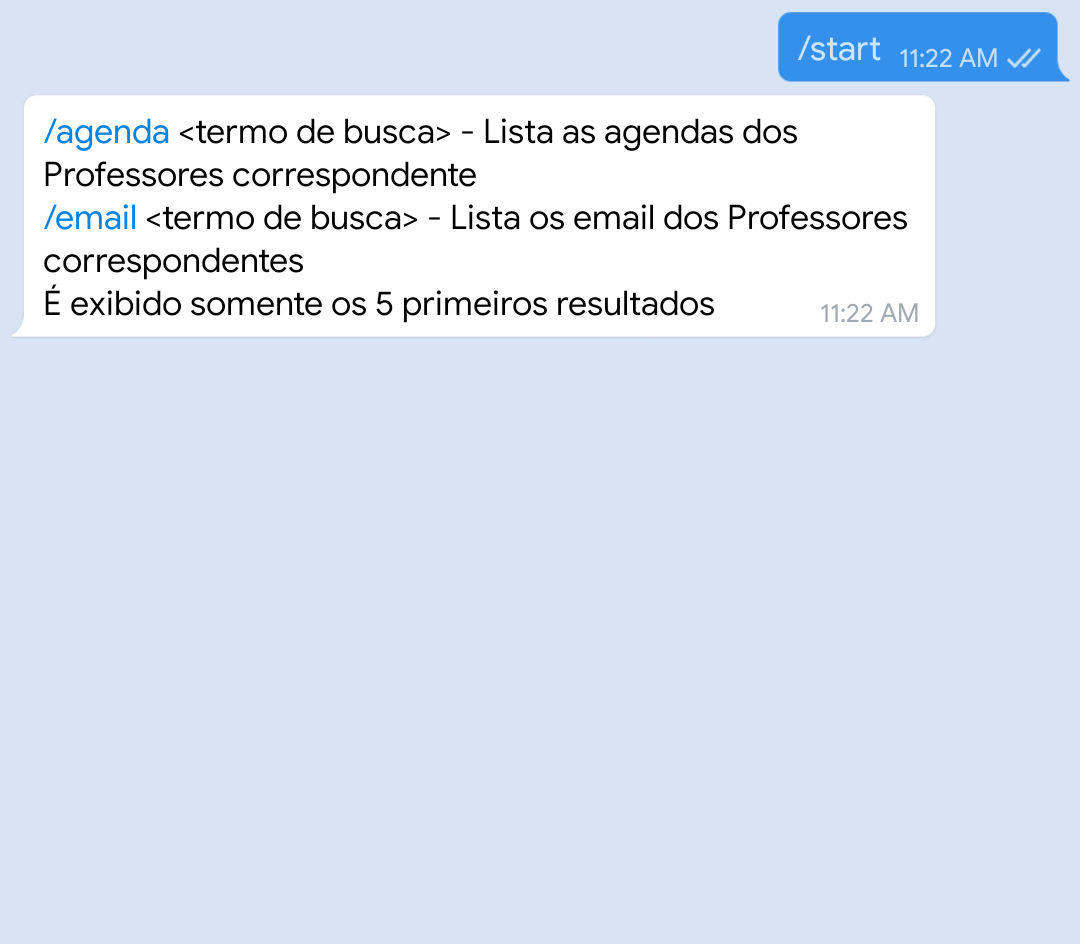 /start 11:22 AM
/agenda <termo de busca> - Lista as agendas dos
Professores correspondente
/email <termo de busca> - Lista os email dos Professores
correspondentes
É exibido somente os 5 primeiros resultados
11:22 AM